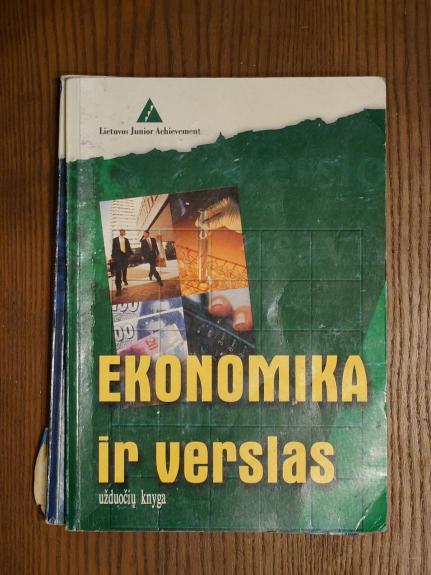 Lietuvos Junior Achievement
EKONOMIKA
ir verslas
užduočių knyga